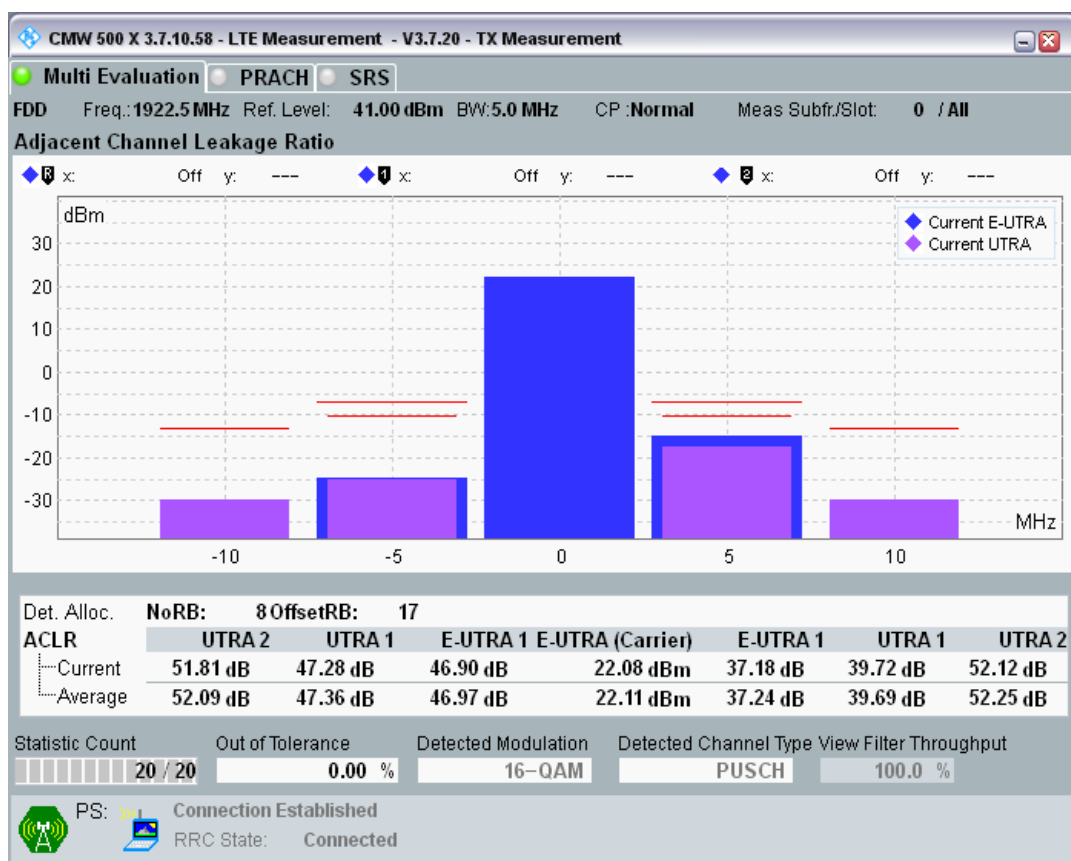 CMW 500 X 3.7.10.58 - LTE Measurement - V3.7.20 - TX Measurement
Multi Evaluation PRACH SRS
FDD Freq.: 1922.5 MHz Ref. Level: 41.00 dBm BW: 5.0 MHz CP : Normal Meas Subfr./Slot: 0 / All
Adjacent Channel Leakage Ratio
R x: Off y: --- 1 x: Off y: --- 2 x: Off y: ---
dBm
Current E-UTRA
Current UTRA
30
20
10
0
-10
-20
-30
MHz
-10 -5 0 5 10
Det. Alloc. NoRB: 8 OffsetRB: 17
ACLR UTRA 2 UTRA 1 E-UTRA 1 E-UTRA (Carrier) E-UTRA 1 UTRA 1 UTRA 2
Current 51.81 dB 47.28 dB 46.90 dB 22.08 dBm 37.18 dB 39.72 dB 52.12 dB
Average 52.09 dB 47.36 dB 46.97 dB 22.11 dBm 37.24 dB 39.69 dB 52.25 dB
Statistic Count Out of Tolerance Detected Modulation Detected Channel Type View Filter Throughput
20 / 20 0.00 % 16-QAM PUSCH 100.0 %
PS: Connection Established
RRC State: Connected